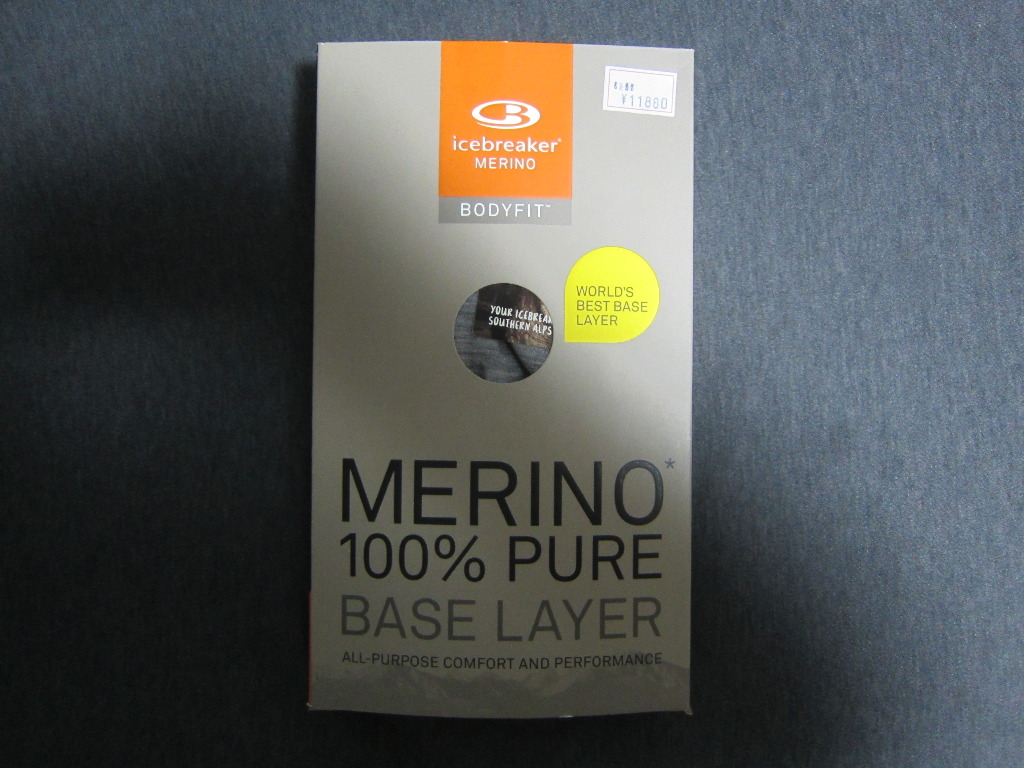 ¥11880
icebreaker®
MERINO
BODYFIT™
WORLD'S
BEST BASE
LAYER
YOUR ICEBREA
SOUTHERN ALPS
MERINO*
100% PURE
BASE LAYER
ALL-PURPOSE COMFORT AND PERFORMANCE